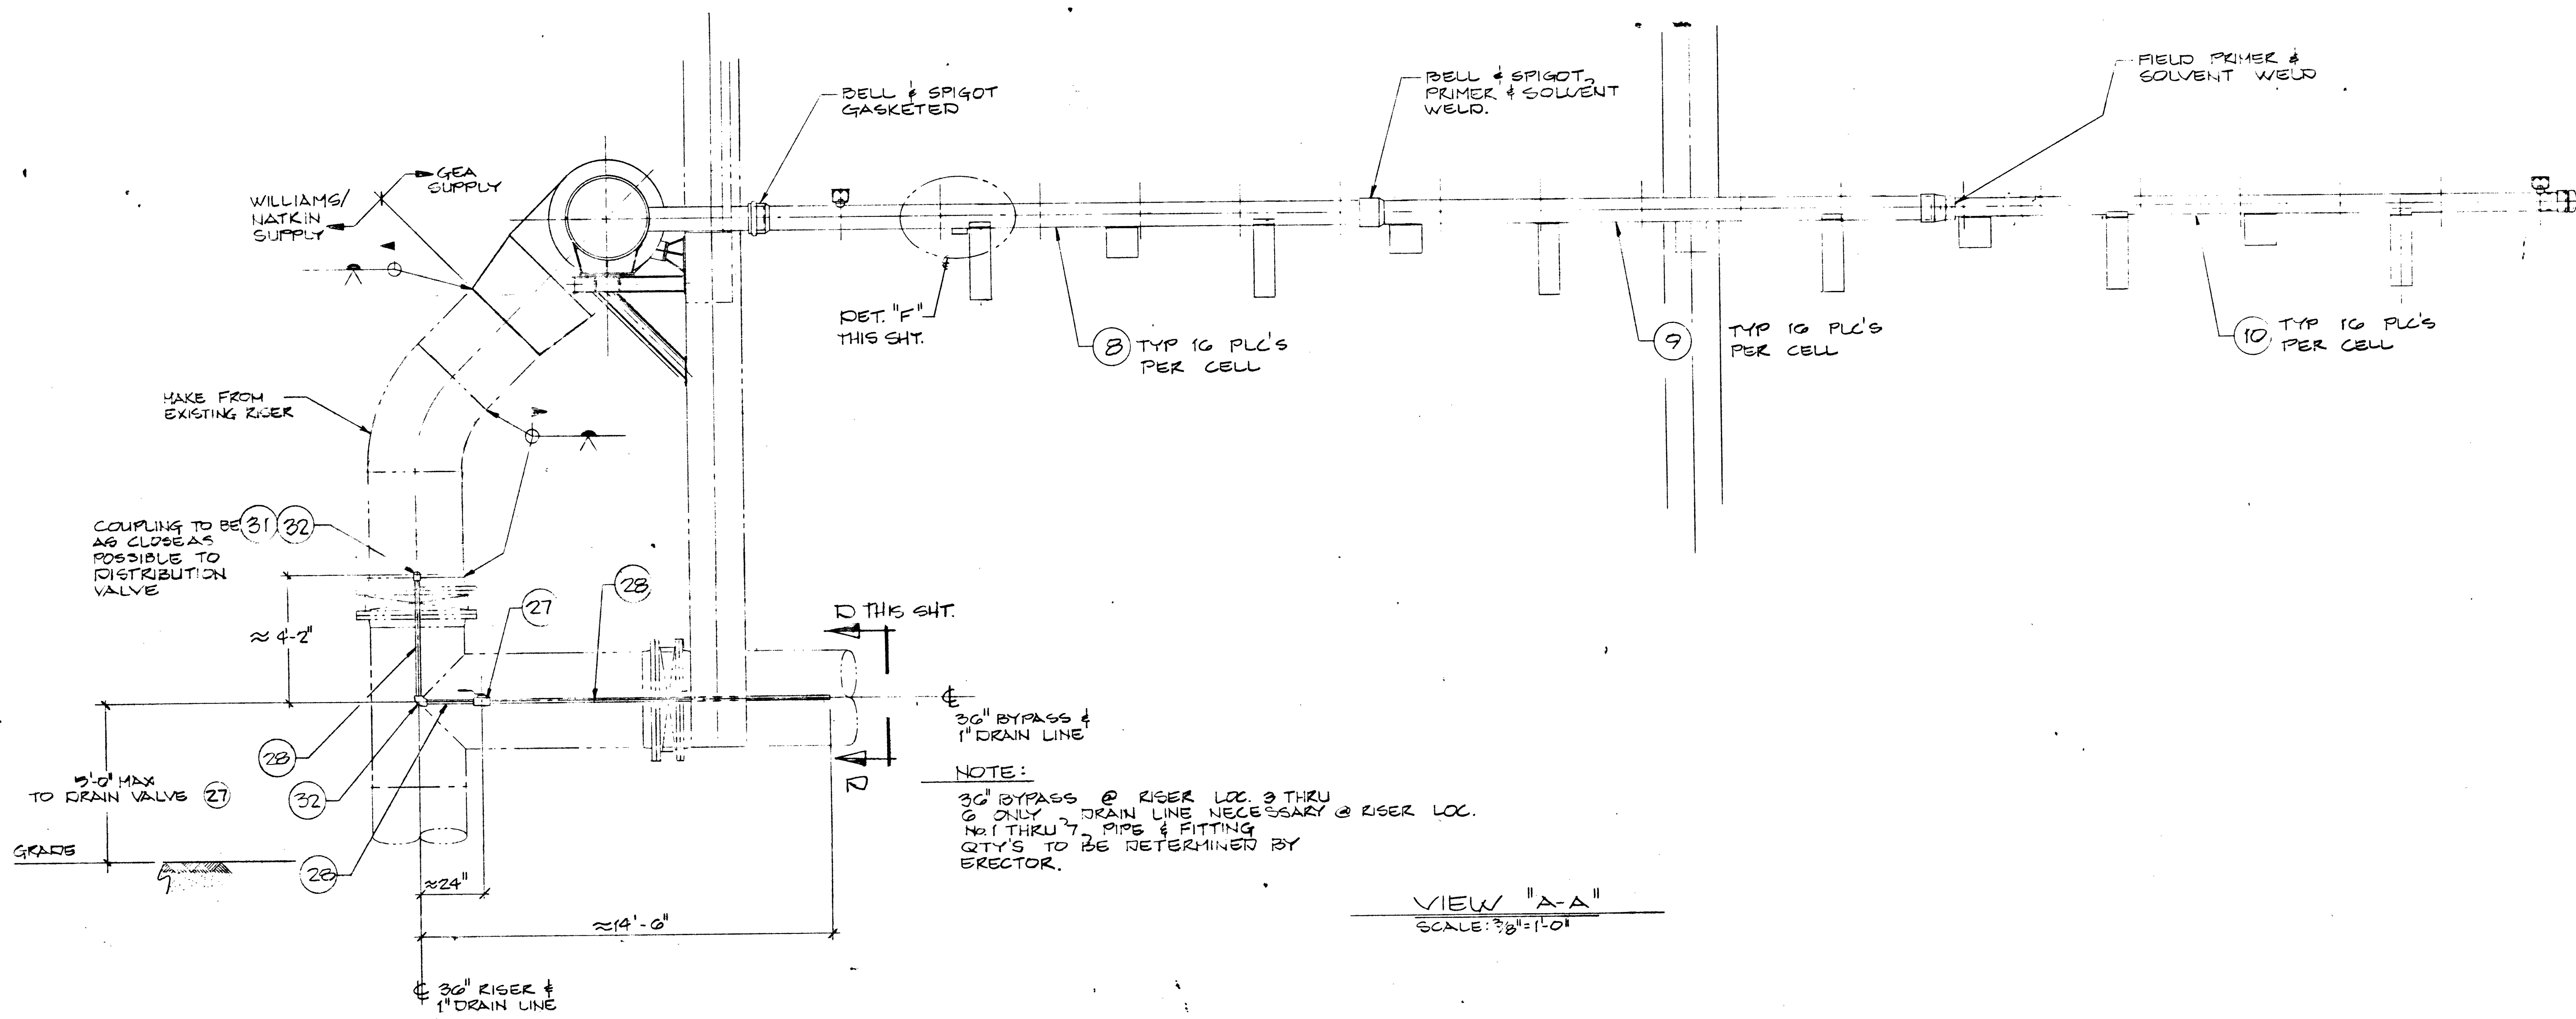 BELL & SPIGOT
GASKETED
BELL & SPIGOT,
PRIMER & SOLVENT
WELD.
FIELD PRIMER &
SOLVENT WELD
GEA
SUPPLY
WILLIAMS/
NATKIN
SUPPLY
DET. "F"
THIS SHT.
8 TYP 16 PLC'S
PER CELL
9 TYP 16 PLC'S
PER CELL
10 TYP 16 PLC'S
PER CELL
MAKE FROM
EXISTING RISER
COUPLING TO BE 31 32
AS CLOSE AS
POSSIBLE TO
DISTRIBUTION
VALVE
28
27
D THIS SHT.
≈ 4'-2"
℄
36" BYPASS &
1" DRAIN LINE
D
28
5'-0" MAX
TO DRAIN VALVE 27
32
NOTE:
36" BYPASS @ RISER LOC. 3 THRU
6 ONLY, DRAIN LINE NECESSARY @ RISER LOC.
No. 1 THRU 7, PIPE & FITTING
QTY'S TO BE DETERMINED BY
ERECTOR.
GRADE
28
≈24"
≈14'-6"
VIEW "A-A"
SCALE: 3/8"=1'-0"
℄ 36" RISER &
1" DRAIN LINE